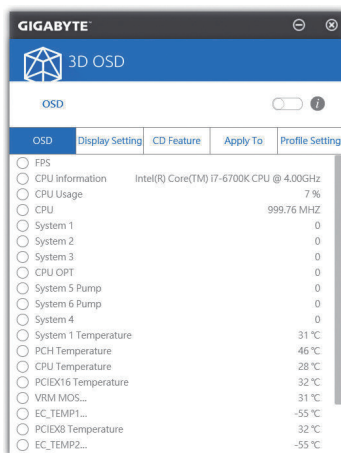 GIGABYTE™
3D OSD
OSD
OSD Display Setting CD Feature Apply To Profile Setting
FPS
CPU information Intel(R) Core(TM) i7-6700K CPU @ 4.00GHz
CPU Usage 7 %
CPU 999.76 MHZ
System 1 0
System 2 0
System 3 0
CPU OPT 0
System 5 Pump 0
System 6 Pump 0
System 4 0
System 1 Temperature 31 ℃
PCH Temperature 46 ℃
CPU Temperature 28 ℃
PCIEX16 Temperature 32 ℃
VRM MOS... 31 ℃
EC_TEMP1... -55 ℃
PCIEX8 Temperature 32 ℃
EC_TEMP2... -55 ℃